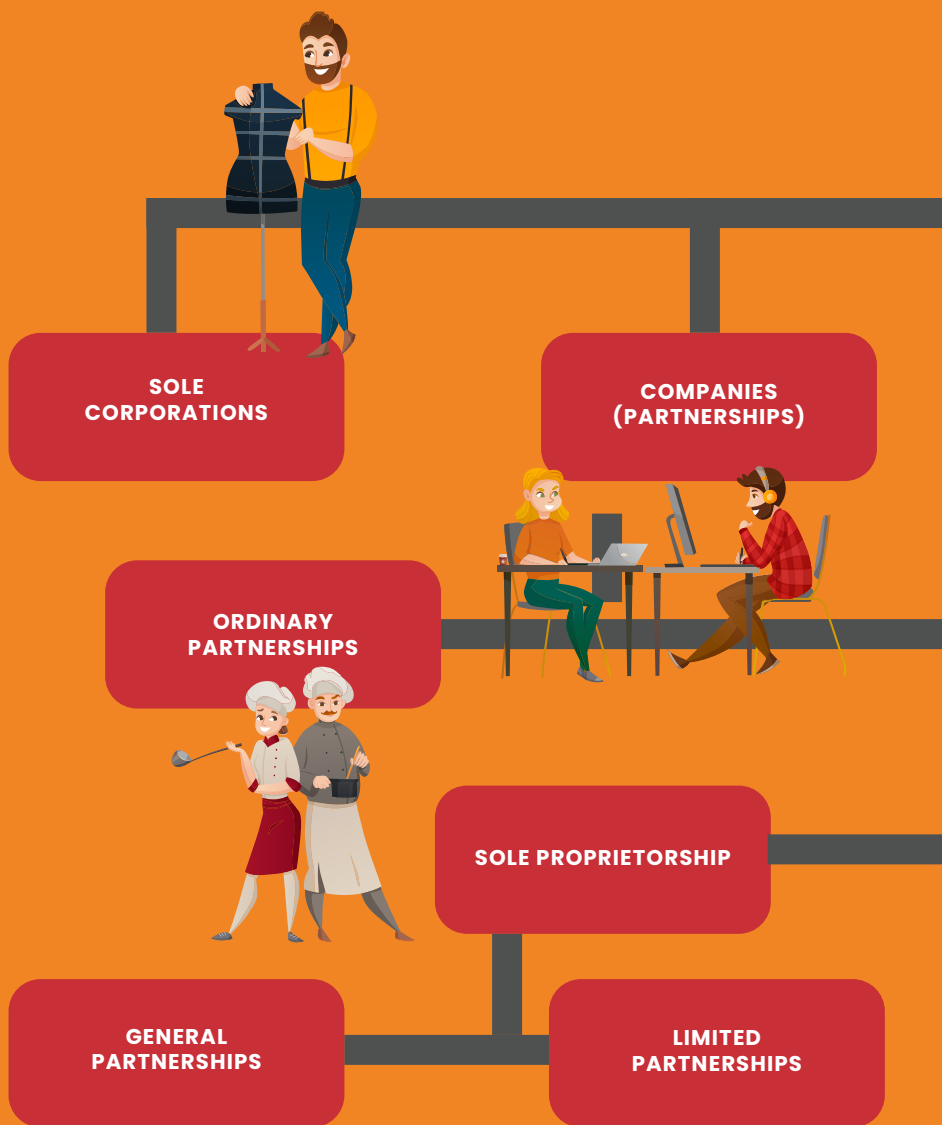 SOLE
CORPORATIONS
COMPANIES
(PARTNERSHIPS)
ORDINARY
PARTNERSHIPS
SOLE PROPRIETORSHIP
GENERAL
PARTNERSHIPS
LIMITED
PARTNERSHIPS